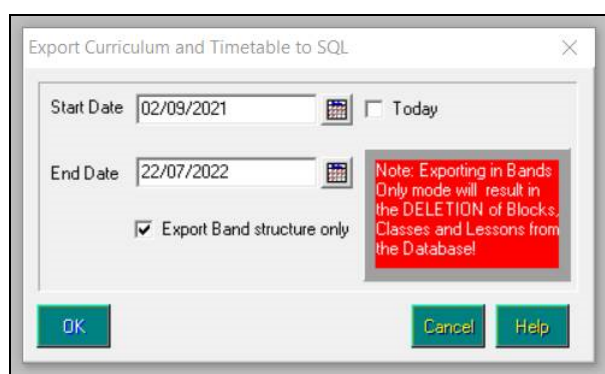 Export Curriculum and Timetable to SQL
Start Date 02/09/2021 Today
End Date 22/07/2022
Export Band structure only
Note: Exporting in Bands
Only mode will result in
the DELETION of Blocks,
Classes and Lessons from
the Database!
OK Cancel Help